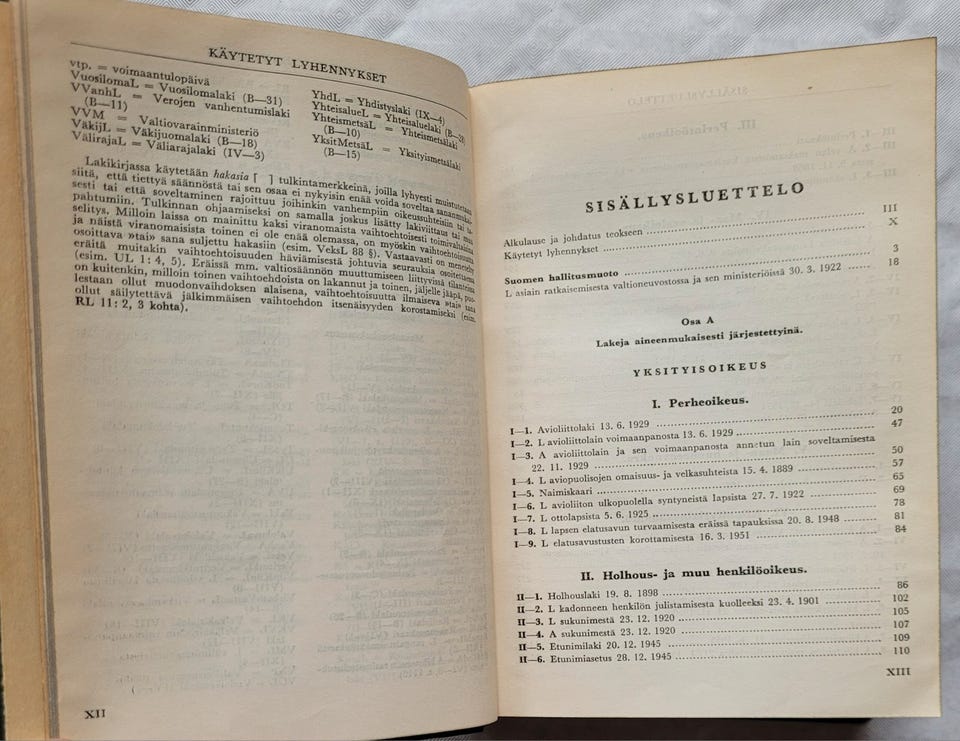 KÄYTETYT LYHENNYKSET
vtp. = voimaantulopäivä
VuosilomaL = Vuosilomalaki (B—31)
VVanhL = Verojen vanhentumislaki
(B—11)
VVM = Valtiovarainministeriö
VäkijL = Väkijuomalaki (B—18)
VälirajaL = Väliarajalaki (IV—3)
YhdL = Yhdistyslaki (IX—4)
YhteisalueL = Yhteisaluelaki (B—28)
YhteismetsäL = Yhteismetsälaki
(B—10)
YksitMetsäL = Yksityismetsälaki
(B—15)
Lakikirjassa käytetään hakasia [ ] tulkintamerkkeinä, joilla lyhyesti muistutetaan
siitä, että tiettyä säännöstä tai sen osaa ei nykyisin enää voida soveltaa sananmukai-
sesti tai että soveltaminen rajoittuu joihinkin vanhempiin oikeussuhteisiin tai ta-
pahtumiin. Tulkinnan ohjaamiseksi on samalla joskus lisätty lakiviittaus tai muu
selitys. Milloin laissa on mainittu kaksi viranomaista vaihtoehtoisesti toimivaltaisina
ja näistä viranomaisista toinen ei ole enää olemassa, on myöskin vaihtoehtoisuutta
osoittava »tai» sana suljettu hakasiin (esim. VeksL 88 §). Vastaavasti on menetelty
eräitä muitakin vaihtoehtoisuuden häviämisestä johtuvia seurauksia osoitettaessa
(esim. UL 1: 4, 5). Eräissä mm. valtiosäännön muuttumiseen liittyvissä tilanteissa
on kuitenkin, milloin toinen vaihtoehdoista on lakannut ja toinen, jäljelle jääpä, puo-
lestaan ollut muodonvaihdoksen alaisena, vaihtoehtoisuutta ilmaiseva »tai» sana
ollut säilytettävä jälkimmäisen vaihtoehdon itsenäisyyden korostamiseksi (esim.
RL 11: 2, 3 kohta).
XII
SISÄLLYSLUETTELO
Alkulause ja johdatus teokseen III
Käytetyt lyhennykset X
Suomen hallitusmuoto 3
L asiain ratkaisemisesta valtioneuvostossa ja sen ministeriöissä 30. 3. 1922 18
Osa A
Lakeja aineenmukaisesti järjestettyinä.
YKSITYISOIKEUS
I. Perheoikeus.
I—1. Avioliittolaki 13. 6. 1929 20
I—2. L avioliittolain voimaanpanosta 13. 6. 1929 47
I—3. A avioliittolain ja sen voimaanpanosta annetun lain soveltamisesta
22. 11. 1929 50
I—4. L aviopuolisojen omaisuus- ja velkasuhteista 15. 4. 1889 57
I—5. Naimiskaari 65
I—6. L avioliiton ulkopuolella syntyneistä lapsista 27. 7. 1922 69
I—7. L ottolapsista 5. 6. 1925 78
I—8. L lapsen elatusavun turvaamisesta eräissä tapauksissa 20. 8. 1948 81
I—9. L elatusavustusten korottamisesta 16. 3. 1951 84
II. Holhous- ja muu henkilöoikeus.
II—1. Holhouslaki 19. 8. 1898 86
II—2. L kadonneen henkilön julistamisesta kuolleeksi 23. 4. 1901 102
II—3. L sukunimestä 23. 12. 1920 105
II—4. A sukunimestä 23. 12. 1920 107
II—5. Etunimilaki 20. 12. 1945 109
II—6. Etunimiasetus 28. 12. 1945 110
XIII